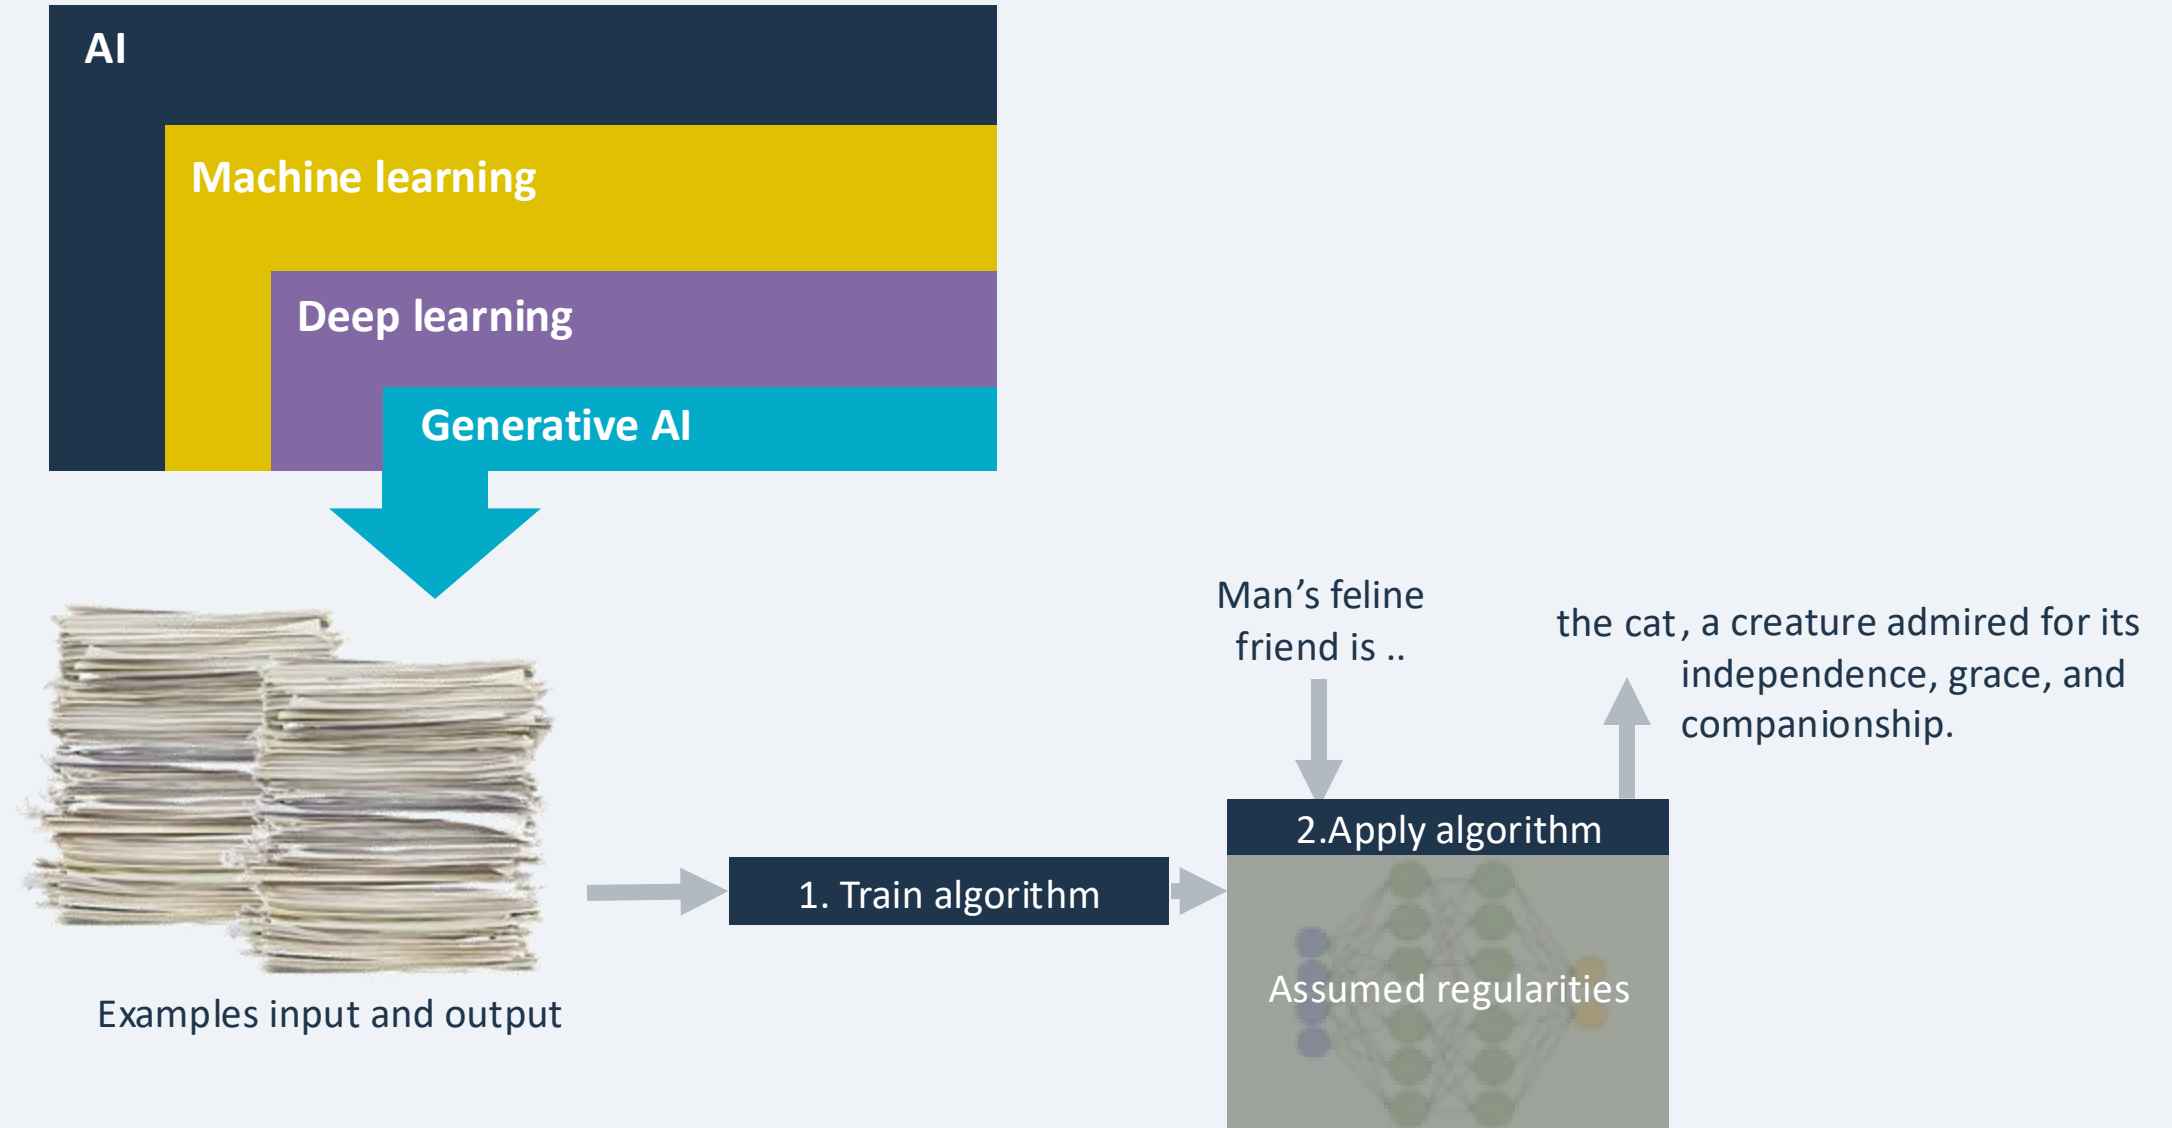 AI
Machine learning
Deep learning
Generative AI
Man's feline
friend is ..
the cat, a creature admired for its
independence, grace, and
companionship.
2.Apply algorithm
1. Train algorithm
Assumed regularities
Examples input and output